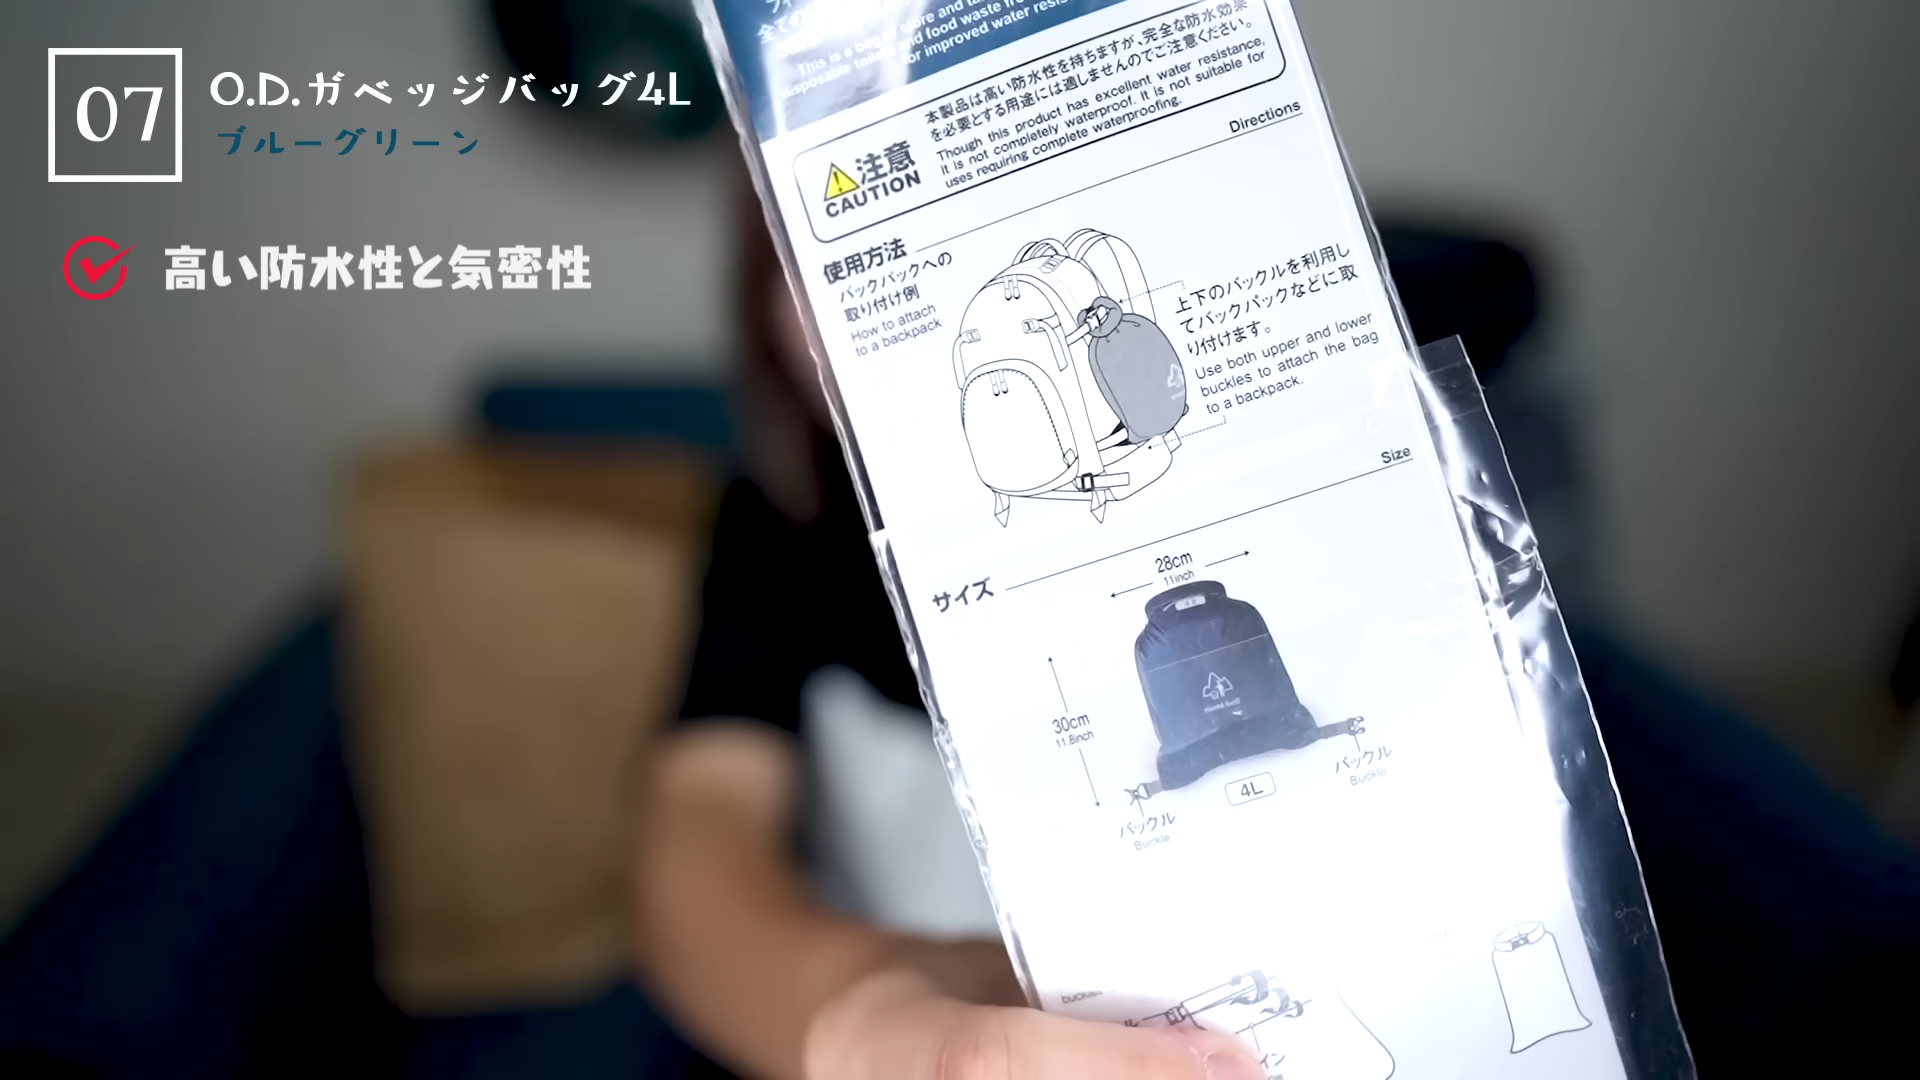 07
O.D.ガベッジバッグ4L
ブルーグリーン
高い防水性と気密性
全ての
This is a bag
store and
and food waste
for improved water
注意
CAUTION
本製品は高い防水性を持ちますが、完全な防水効果
を必要とする用途には適しませんのでご注意ください。
Though this product has excellent water resistance,
it is not completely waterproof. It is not suitable for
uses requiring complete waterproofing.
使用方法
Directions
バックパックへの
取り付け例
How to attach
to a backpack
上下のバックルを利用し
てバックパックなどに取
り付けます。
Use both upper and lower
buckles to attach the bag
to a backpack.
サイズ
Size
28cm
11inch
30cm
11.8inch
バックル
Buckle
4L
バックル
Buckle